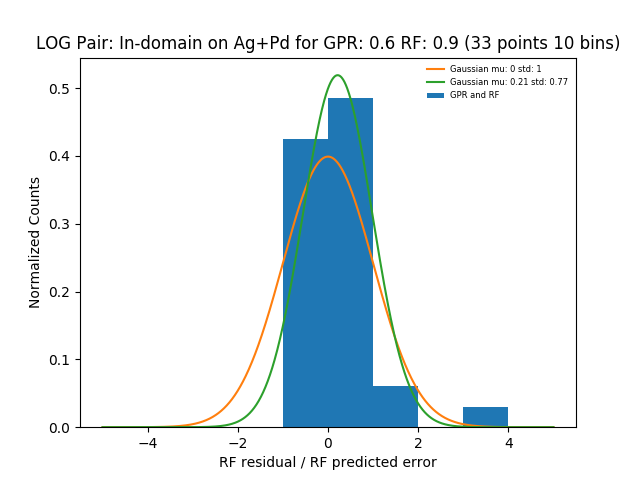 LOG Pair: In-domain on Ag+Pd for GPR: 0.6 RF: 0.9 (33 points 10 bins)
Gaussian mu: 0 std: 1
Gaussian mu: 0.21 std: 0.77
GPR and RF
0.5
0.4
0.3
0.2
0.1
0.0
Normalized Counts
−4
−2
0
2
4
RF residual / RF predicted error